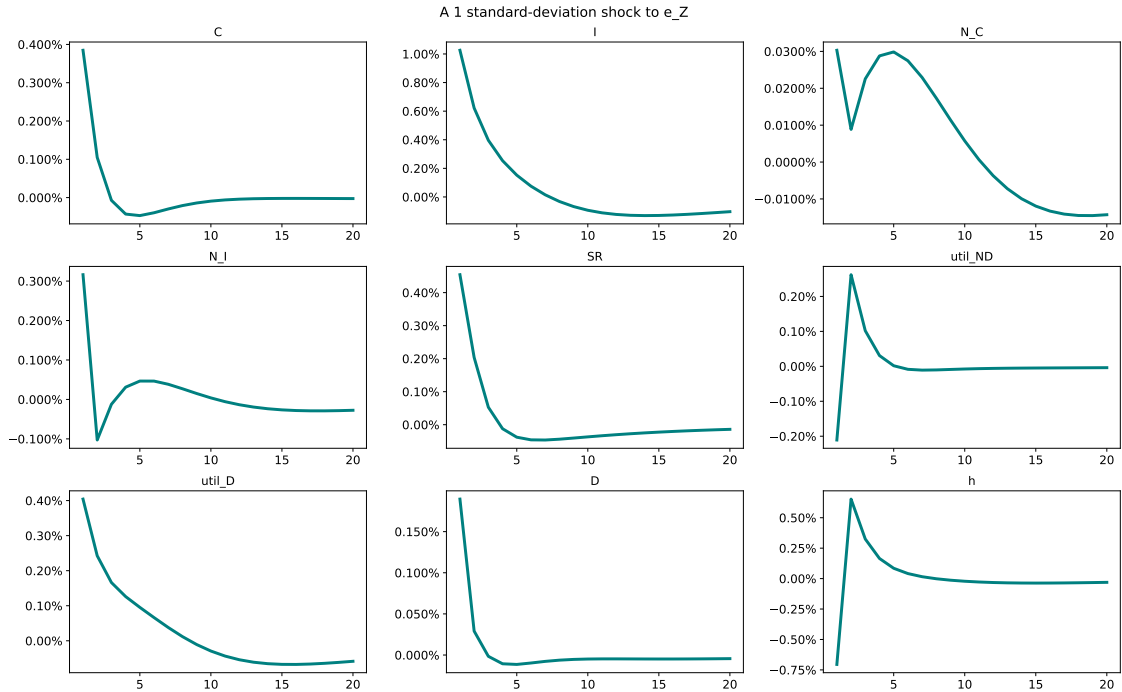 A 1 standard-deviation shock to e_Z
C
0.400%
0.300%
0.200%
0.100%
0.000%
5 10 15 20
I
1.00%
0.80%
0.60%
0.40%
0.20%
0.00%
5 10 15 20
N_C
0.0300%
0.0200%
0.0100%
0.0000%
−0.0100%
5 10 15 20
N_I
0.300%
0.200%
0.100%
0.000%
−0.100%
5 10 15 20
SR
0.40%
0.30%
0.20%
0.10%
0.00%
5 10 15 20
util_ND
0.20%
0.10%
0.00%
−0.10%
−0.20%
5 10 15 20
util_D
0.40%
0.30%
0.20%
0.10%
0.00%
5 10 15 20
D
0.150%
0.100%
0.050%
0.000%
5 10 15 20
h
0.50%
0.25%
0.00%
−0.25%
−0.50%
−0.75%
5 10 15 20